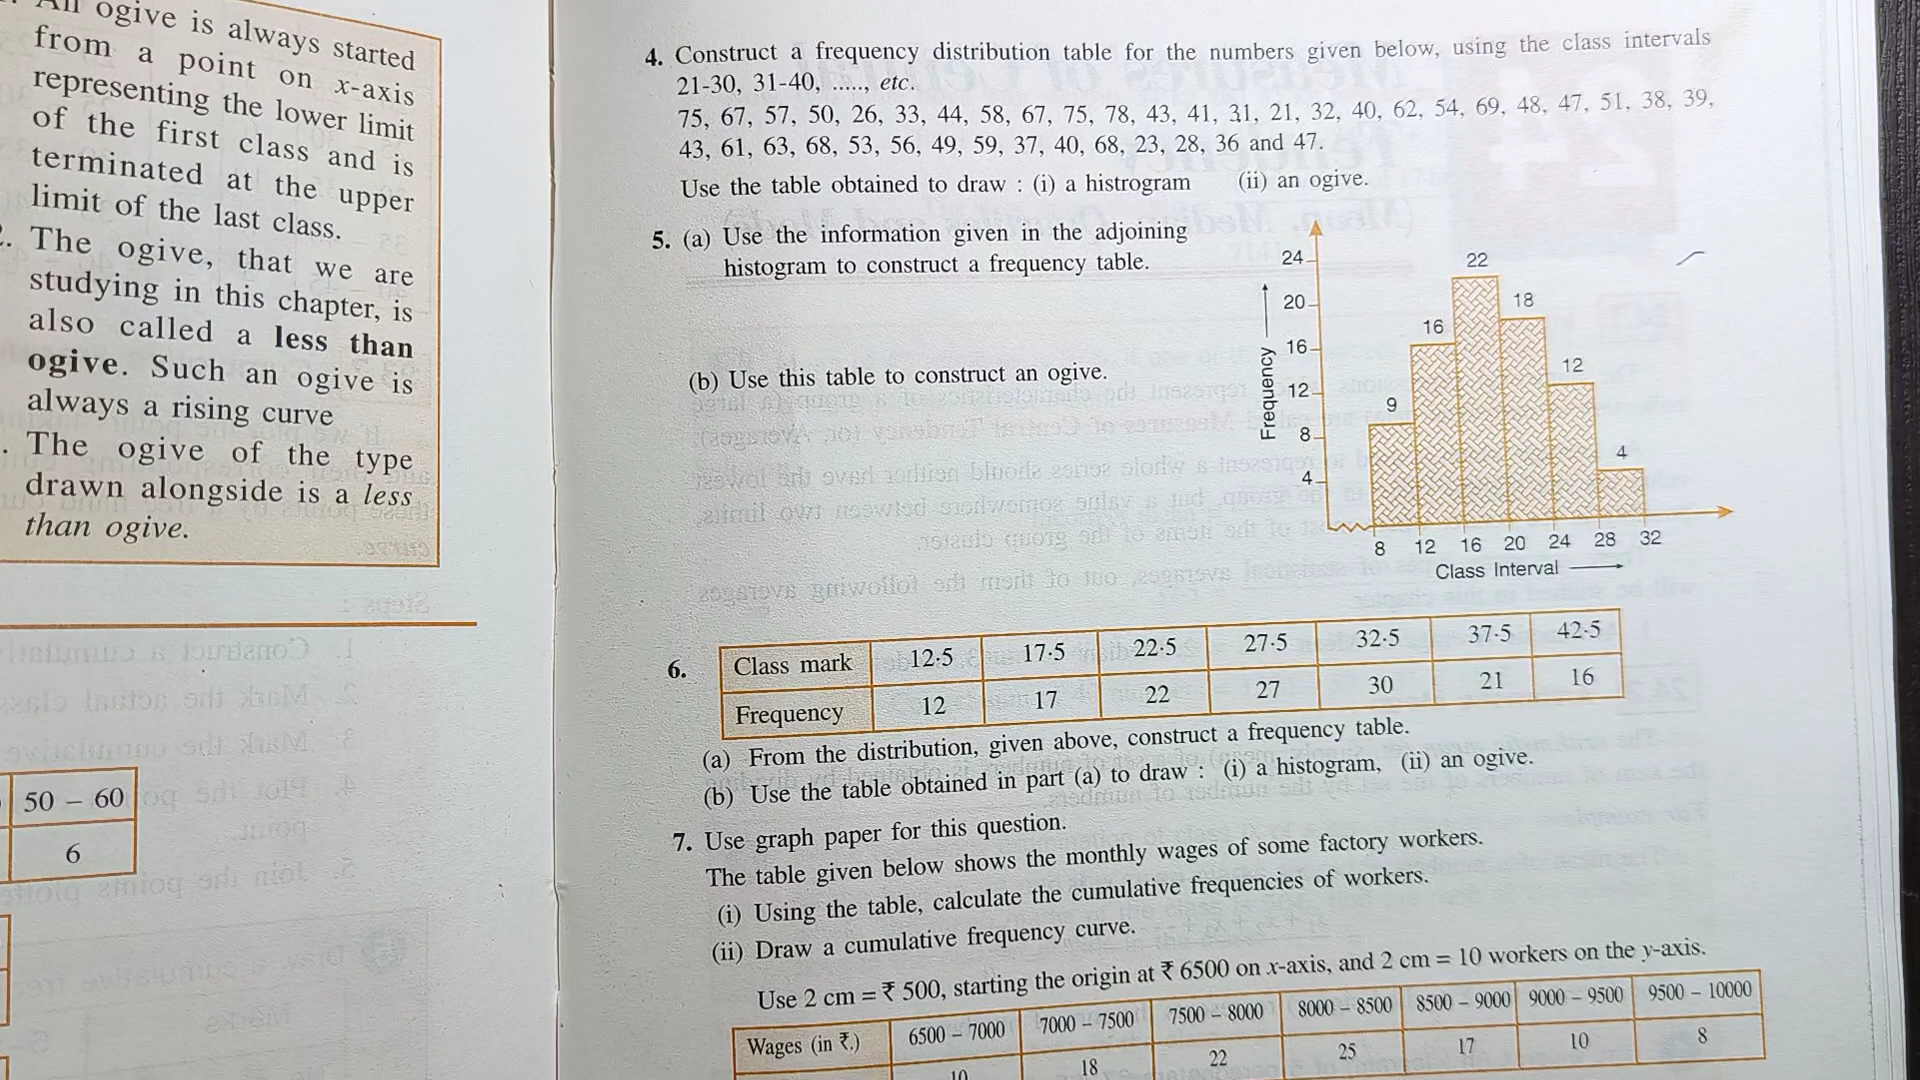 An ogive is always started
from a point on x-axis
representing the lower limit
of the first class and is
terminated at the upper
limit of the last class.
The ogive, that we are
studying in this chapter, is
also called a less than
ogive. Such an ogive is
always a rising curve
The ogive of the type
drawn alongside is a less
than ogive.
50 – 60
6
4. Construct a frequency distribution table for the numbers given below, using the class intervals
21-30, 31-40, ....., etc.
75, 67, 57, 50, 26, 33, 44, 58, 67, 75, 78, 43, 41, 31, 21, 32, 40, 62, 54, 69, 48, 47, 51, 38, 39,
43, 61, 63, 68, 53, 56, 49, 59, 37, 40, 68, 23, 28, 36 and 47.
Use the table obtained to draw : (i) a histrogram (ii) an ogive.
5. (a) Use the information given in the adjoining
histogram to construct a frequency table.
(b) Use this table to construct an ogive.
Frequency
24
20
16
12
8
4
9
16
22
18
12
4
8 12 16 20 24 28 32
Class Interval
6. Class mark 12·5 17·5 22·5 27·5 32·5 37·5 42·5
Frequency 12 17 22 27 30 21 16
(a) From the distribution, given above, construct a frequency table.
(b) Use the table obtained in part (a) to draw : (i) a histogram, (ii) an ogive.
7. Use graph paper for this question.
The table given below shows the monthly wages of some factory workers.
(i) Using the table, calculate the cumulative frequencies of workers.
(ii) Draw a cumulative frequency curve.
Use 2 cm = ₹ 500, starting the origin at ₹ 6500 on x-axis, and 2 cm = 10 workers on the y-axis.
Wages (in ₹.) 6500 – 7000 7000 – 7500 7500 – 8000 8000 – 8500 8500 – 9000 9000 – 9500 9500 – 10000
10 18 22 25 17 10 8